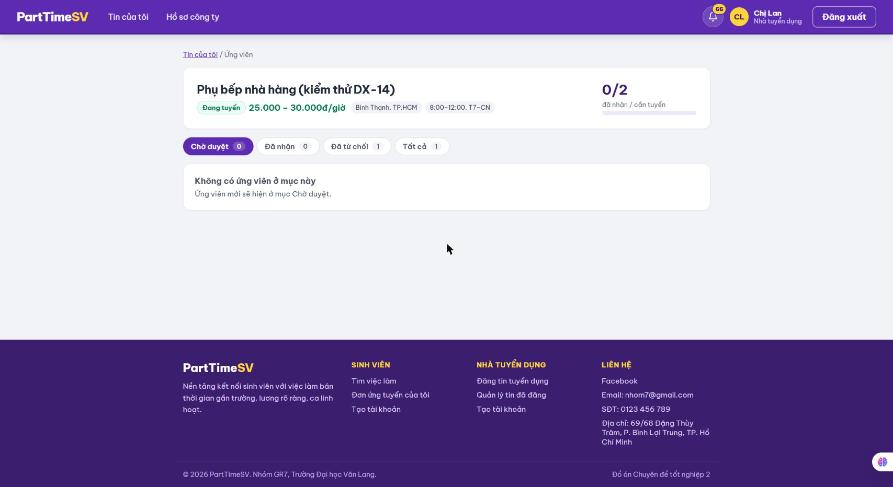 PartTimeSV
Tin của tôi
Hồ sơ công ty
66
CL
Chị Lan
Nhà tuyển dụng
Đăng xuất
Tin của tôi / Ứng viên
Phụ bếp nhà hàng (kiểm thử DX-14)
Đang tuyển 25.000 – 30.000đ/giờ Bình Thạnh, TP.HCM 8:00–12:00, T7–CN
0/2
đã nhận / cần tuyển
Chờ duyệt 0
Đã nhận 0
Đã từ chối 1
Tất cả 1
Không có ứng viên ở mục này
Ứng viên mới sẽ hiện ở mục Chờ duyệt.
PartTimeSV
Nền tảng kết nối sinh viên với việc làm bán
thời gian gần trường, lương rõ ràng, ca linh
hoạt.
SINH VIÊN
Tìm việc làm
Đơn ứng tuyển của tôi
Tạo tài khoản
NHÀ TUYỂN DỤNG
Đăng tin tuyển dụng
Quản lý tin đã đăng
Tạo tài khoản
LIÊN HỆ
Facebook
Email: nhom7@gmail.com
SĐT: 0123 456 789
Địa chỉ: 69/68 Đặng Thùy
Trâm, P. Bình Lợi Trung, TP. Hồ
Chí Minh
© 2026 PartTimeSV. Nhóm GR7, Trường Đại học Văn Lang.
Đồ án Chuyên đề tốt nghiệp 2